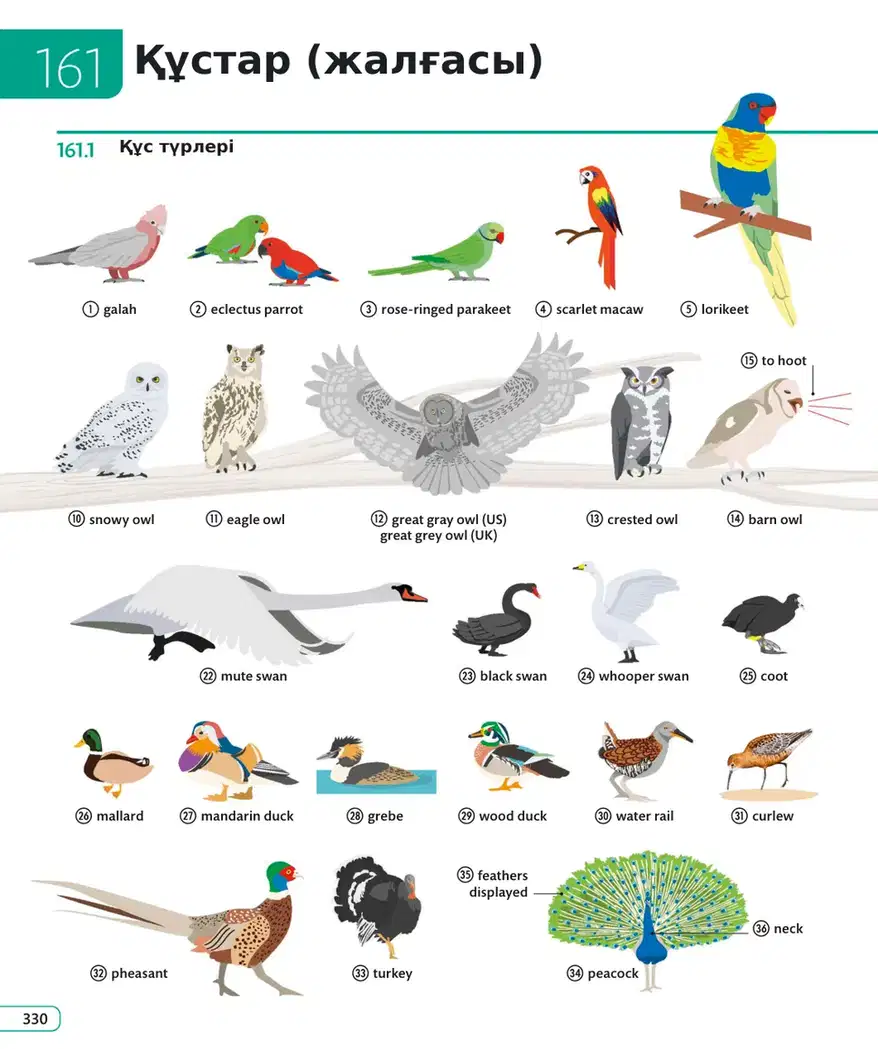 161
Құстар (жалғасы)
161.1 Құс түрлері
① galah
② eclectus parrot
③ rose-ringed parakeet
④ scarlet macaw
⑤ lorikeet
⑮ to hoot
⑩ snowy owl
⑪ eagle owl
⑫ great gray owl (US)
great grey owl (UK)
⑬ crested owl
⑭ barn owl
㉒ mute swan
㉓ black swan
㉔ whooper swan
㉕ coot
㉖ mallard
㉗ mandarin duck
㉘ grebe
㉙ wood duck
㉚ water rail
㉛ curlew
㉟ feathers
displayed
㊱ neck
㉜ pheasant
㉝ turkey
㉞ peacock
330